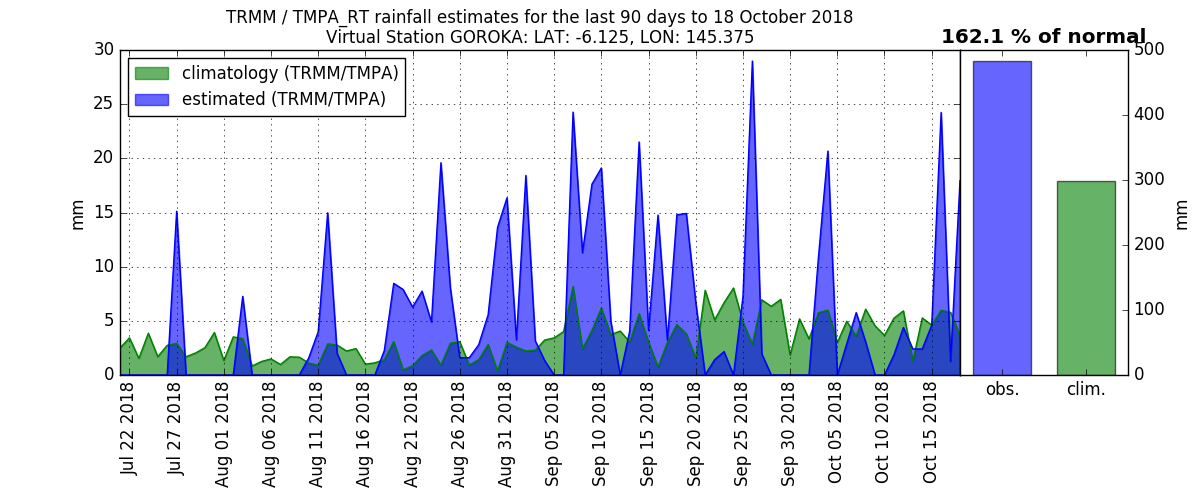 TRMM / TMPA_RT rainfall estimates for the last 90 days to 18 October 2018
Virtual Station GOROKA: LAT: -6.125, LON: 145.375
162.1 % of normal
climatology (TRMM/TMPA)
estimated (TRMM/TMPA)
mm
30
25
20
15
10
5
0
Jul 22 2018
Jul 27 2018
Aug 01 2018
Aug 06 2018
Aug 11 2018
Aug 16 2018
Aug 21 2018
Aug 26 2018
Aug 31 2018
Sep 05 2018
Sep 10 2018
Sep 15 2018
Sep 20 2018
Sep 25 2018
Sep 30 2018
Oct 05 2018
Oct 10 2018
Oct 15 2018
obs.
clim.
500
400
300
200
100
0
mm